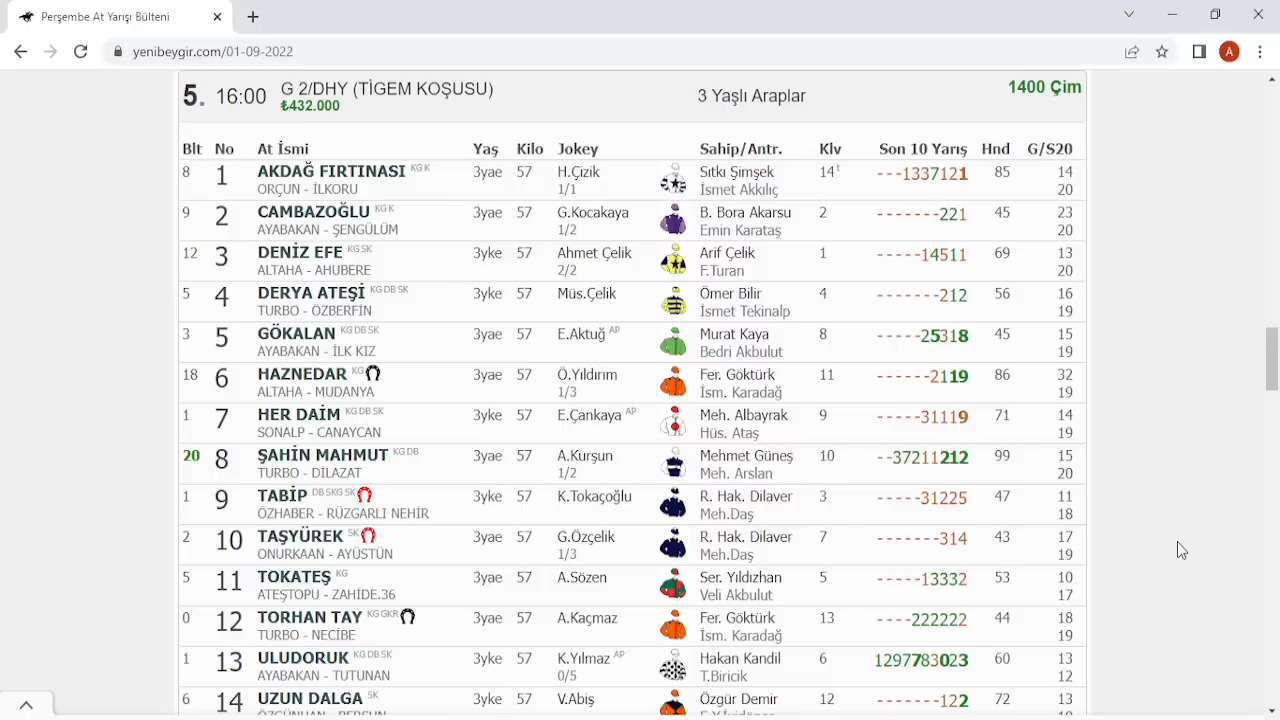 Perşembe At Yarışı Bülteni
yenibeygir.com/01-09-2022
A
5. 16:00 G 2/DHY (TİGEM KOŞUSU) 3 Yaşlı Araplar 1400 Çim
₺432.000
Blt No At İsmi Yaş Kilo Jokey Sahip/Antr. Klv Son 10 Yarış Hnd G/S20
8 1 AKDAĞ FIRTINASI KG K 3yae 57 H.Çizik Sıtkı Şimşek 14 t - - -1337121 85 14
ORÇUN - İLKORU 1/1 İsmet Akkılıç 20
9 2 CAMBAZOĞLU KG K 3yae 57 G.Kocakaya B. Bora Akarsu 2 - - - - - - -221 45 23
AYABAKAN - ŞENGÜLÜM 1/2 Emin Karataş 20
12 3 DENİZ EFE KG SK 3yke 57 Ahmet Çelik Arif Çelik 1 - - - - -14511 69 13
ALTAHA - AHUBERE 2/2 F.Turan 20
5 4 DERYA ATEŞİ KG DB SK 3yke 57 Müs.Çelik Ömer Bilir 4 - - - - - - -212 56 16
TURBO - ÖZBERFİN İsmet Tekinalp 19
3 5 GÖKALAN KG DB SK 3yae 57 E.Aktuğ AP Murat Kaya 8 - - - - -25318 45 15
AYABAKAN - İLK KIZ Bedri Akbulut 19
18 6 HAZNEDAR KG 3yae 57 Ö.Yıldırım Fer. Göktürk 11 - - - - - -2119 86 32
ALTAHA - MUDANYA 1/3 İsm. Karadağ 19
1 7 HER DAİM KG DB SK 3yke 57 E.Çankaya AP Meh. Albayrak 9 - - - - -31119 71 14
SONALP - CANAYCAN Hüs. Ataş 19
20 8 ŞAHİN MAHMUT KG DB 3yae 57 A.Kurşun Mehmet Güneş 10 - -37211212 99 15
TURBO - DİLAZAT 1/2 Meh. Arslan 20
1 9 TABİP DB SKG SK 3yke 57 K.Tokaçoğlu R. Hak. Dilaver 3 - - - - -31225 47 11
ÖZHABER - RÜZGARLI NEHİR Meh.Daş 18
2 10 TAŞYÜREK SK 3yae 57 G.Özçelik R. Hak. Dilaver 7 - - - - - - -314 43 17
ONURKAAN - AYÜSTÜN 1/3 Meh.Daş 19
5 11 TOKATEŞ KG 3yae 57 A.Sözen Ser. Yıldızhan 5 - - - - -13332 53 10
ATEŞTOPU - ZAHİDE.36 Veli Akbulut 17
0 12 TORHAN TAY KG GKR 3yae 57 A.Kaçmaz Fer. Göktürk 13 - - - -222222 44 18
TURBO - NECİBE İsm. Karadağ 19
1 13 ULUDORUK KG DB SK 3yke 57 K.Yılmaz AP Hakan Kandil 6 1297783023 60 13
AYABAKAN - TUTUNAN 0/5 T.Biricik 12
6 14 UZUN DALGA SK 3yke 57 V.Abiş Özgür Demir 12 - - - - - - -122 72 13